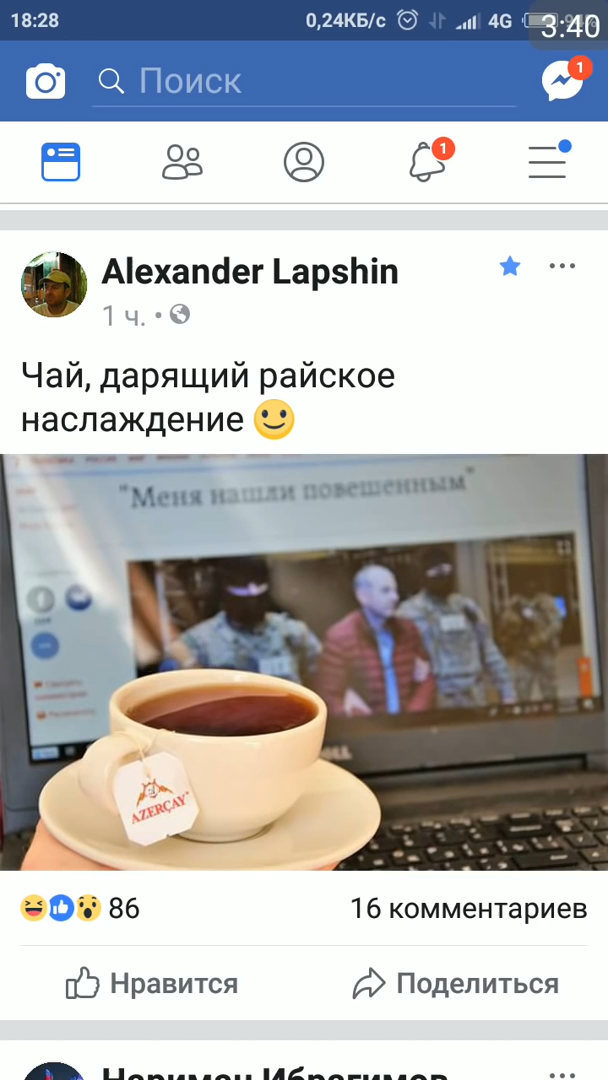 18:28
0,24КБ/с
4G
3:40
Поиск
1
1
Alexander Lapshin
1 ч.
Чай, дарящий райское
наслаждение
"Меня нашли повешенным"
DELL
AZERÇAY
86
16 комментариев
Нравится
Поделиться
Нариман Ибрагимов